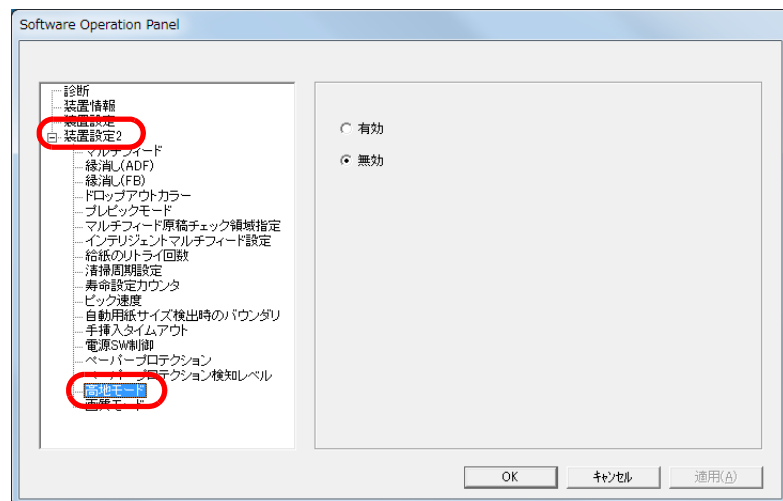 Software Operation Panel
診断
装置情報
装置設定
装置設定2
マルチフィード
縁消し(ADF)
縁消し(FB)
ドロップアウトカラー
プレピックモード
マルチフィード原稿チェック領域指定
インテリジェントマルチフィード設定
給紙のリトライ回数
清掃周期設定
寿命設定カウンタ
ピック速度
自動用紙サイズ検出時のバウンダリ
手挿入タイムアウト
電源SW制御
ペーパープロテクション
ペーパープロテクション検知レベル
高地モード
画質モード
有効
無効
OK
キャンセル
適用(A)